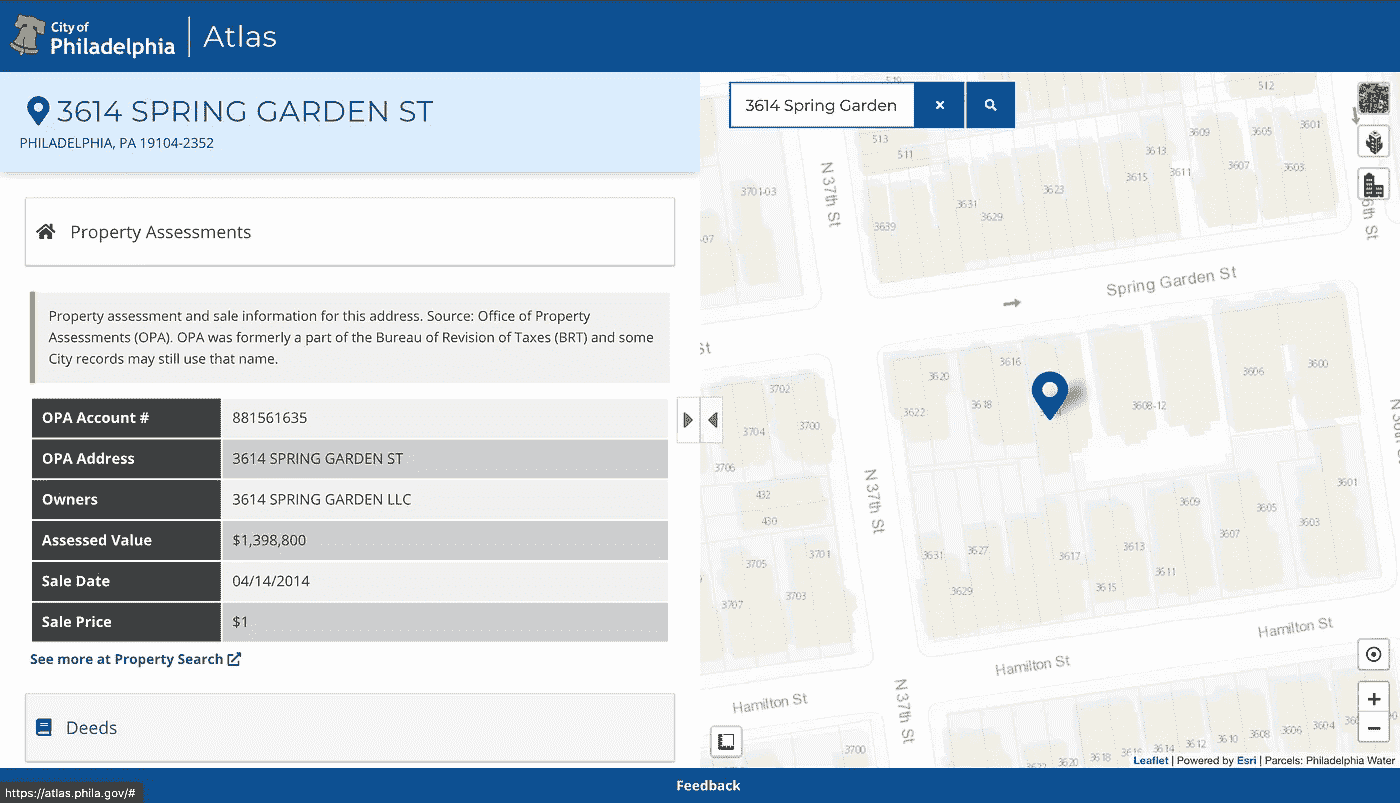 City of
Philadelphia
Atlas
3614 SPRING GARDEN ST
PHILADELPHIA, PA 19104-2352
Property Assessments
Property assessment and sale information for this address. Source: Office of Property
Assessments (OPA). OPA was formerly a part of the Bureau of Revision of Taxes (BRT) and some
City records may still use that name.
OPA Account # 881561635
OPA Address 3614 SPRING GARDEN ST
Owners 3614 SPRING GARDEN LLC
Assessed Value $1,398,800
Sale Date 04/14/2014
Sale Price $1
See more at Property Search
Deeds
3614 Spring Garden
512
513
511
3609
3605
3601
3613
3607
3603
3615
3611
3701-03
3623
3631
3629
3639
-07
N 37th St
6th St
Spring Garden St
St
3620
3616
3618
3622
3608-12
3606
3600
3702
3704
3700
3706
432
430
3705
3701
3707
3703
N 37th St
3631
3627
3629
3617
3615
3613
3611
3609
3607
3605
3603
3601
Hamilton St
Hamilton St
Hamilton St
N 37th St
3700
3620
3618
3614
3612
3610
3608
3606
3604
+
−
Leaflet | Powered by Esri | Parcels: Philadelphia Water
Feedback
https://atlas.phila.gov/#